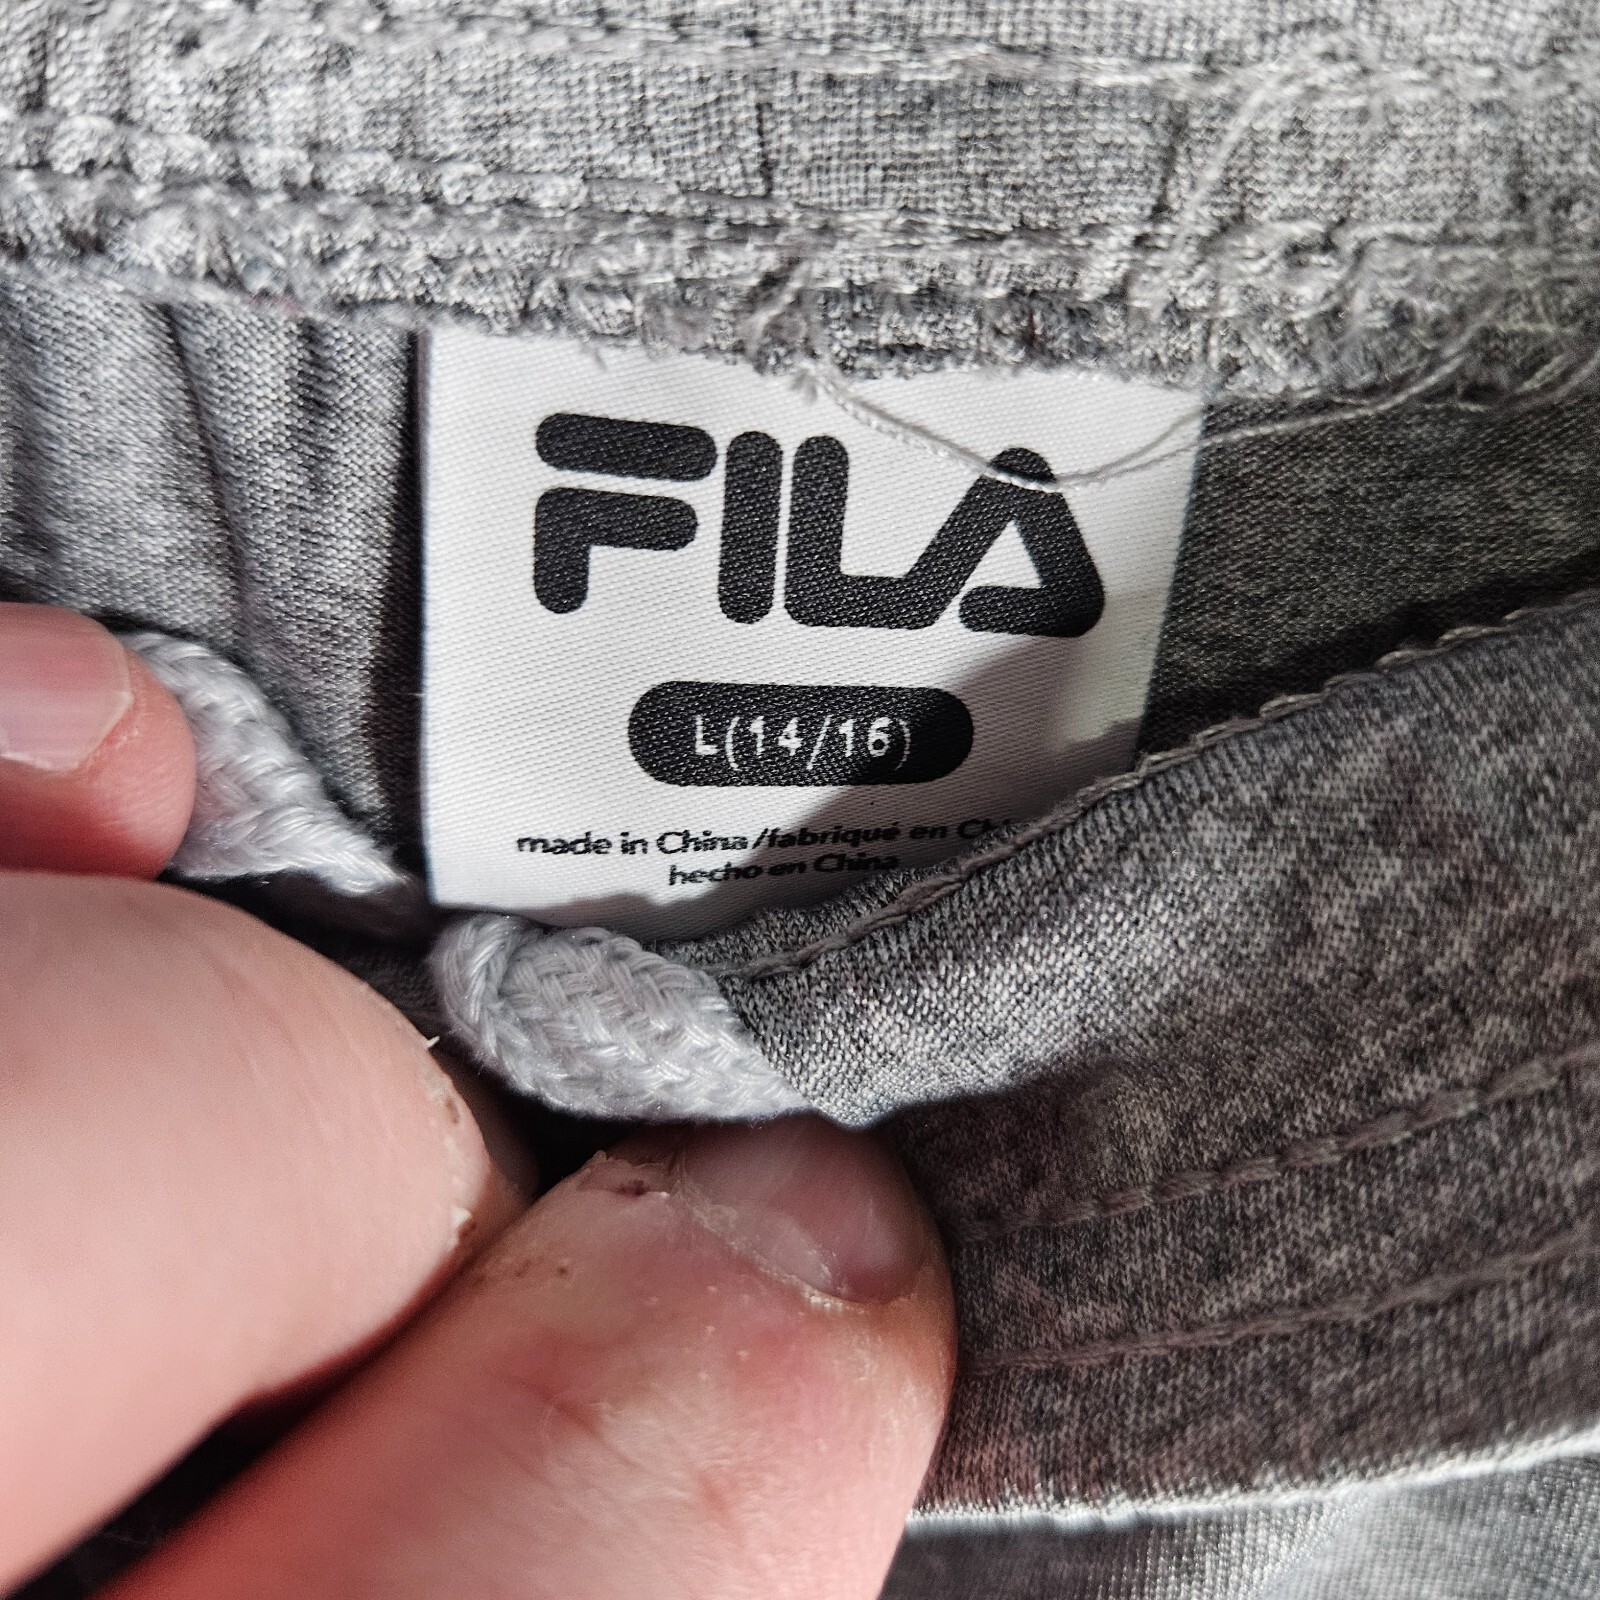 FILA
L(14/16)
made in China/fabriqué en
hecho en China